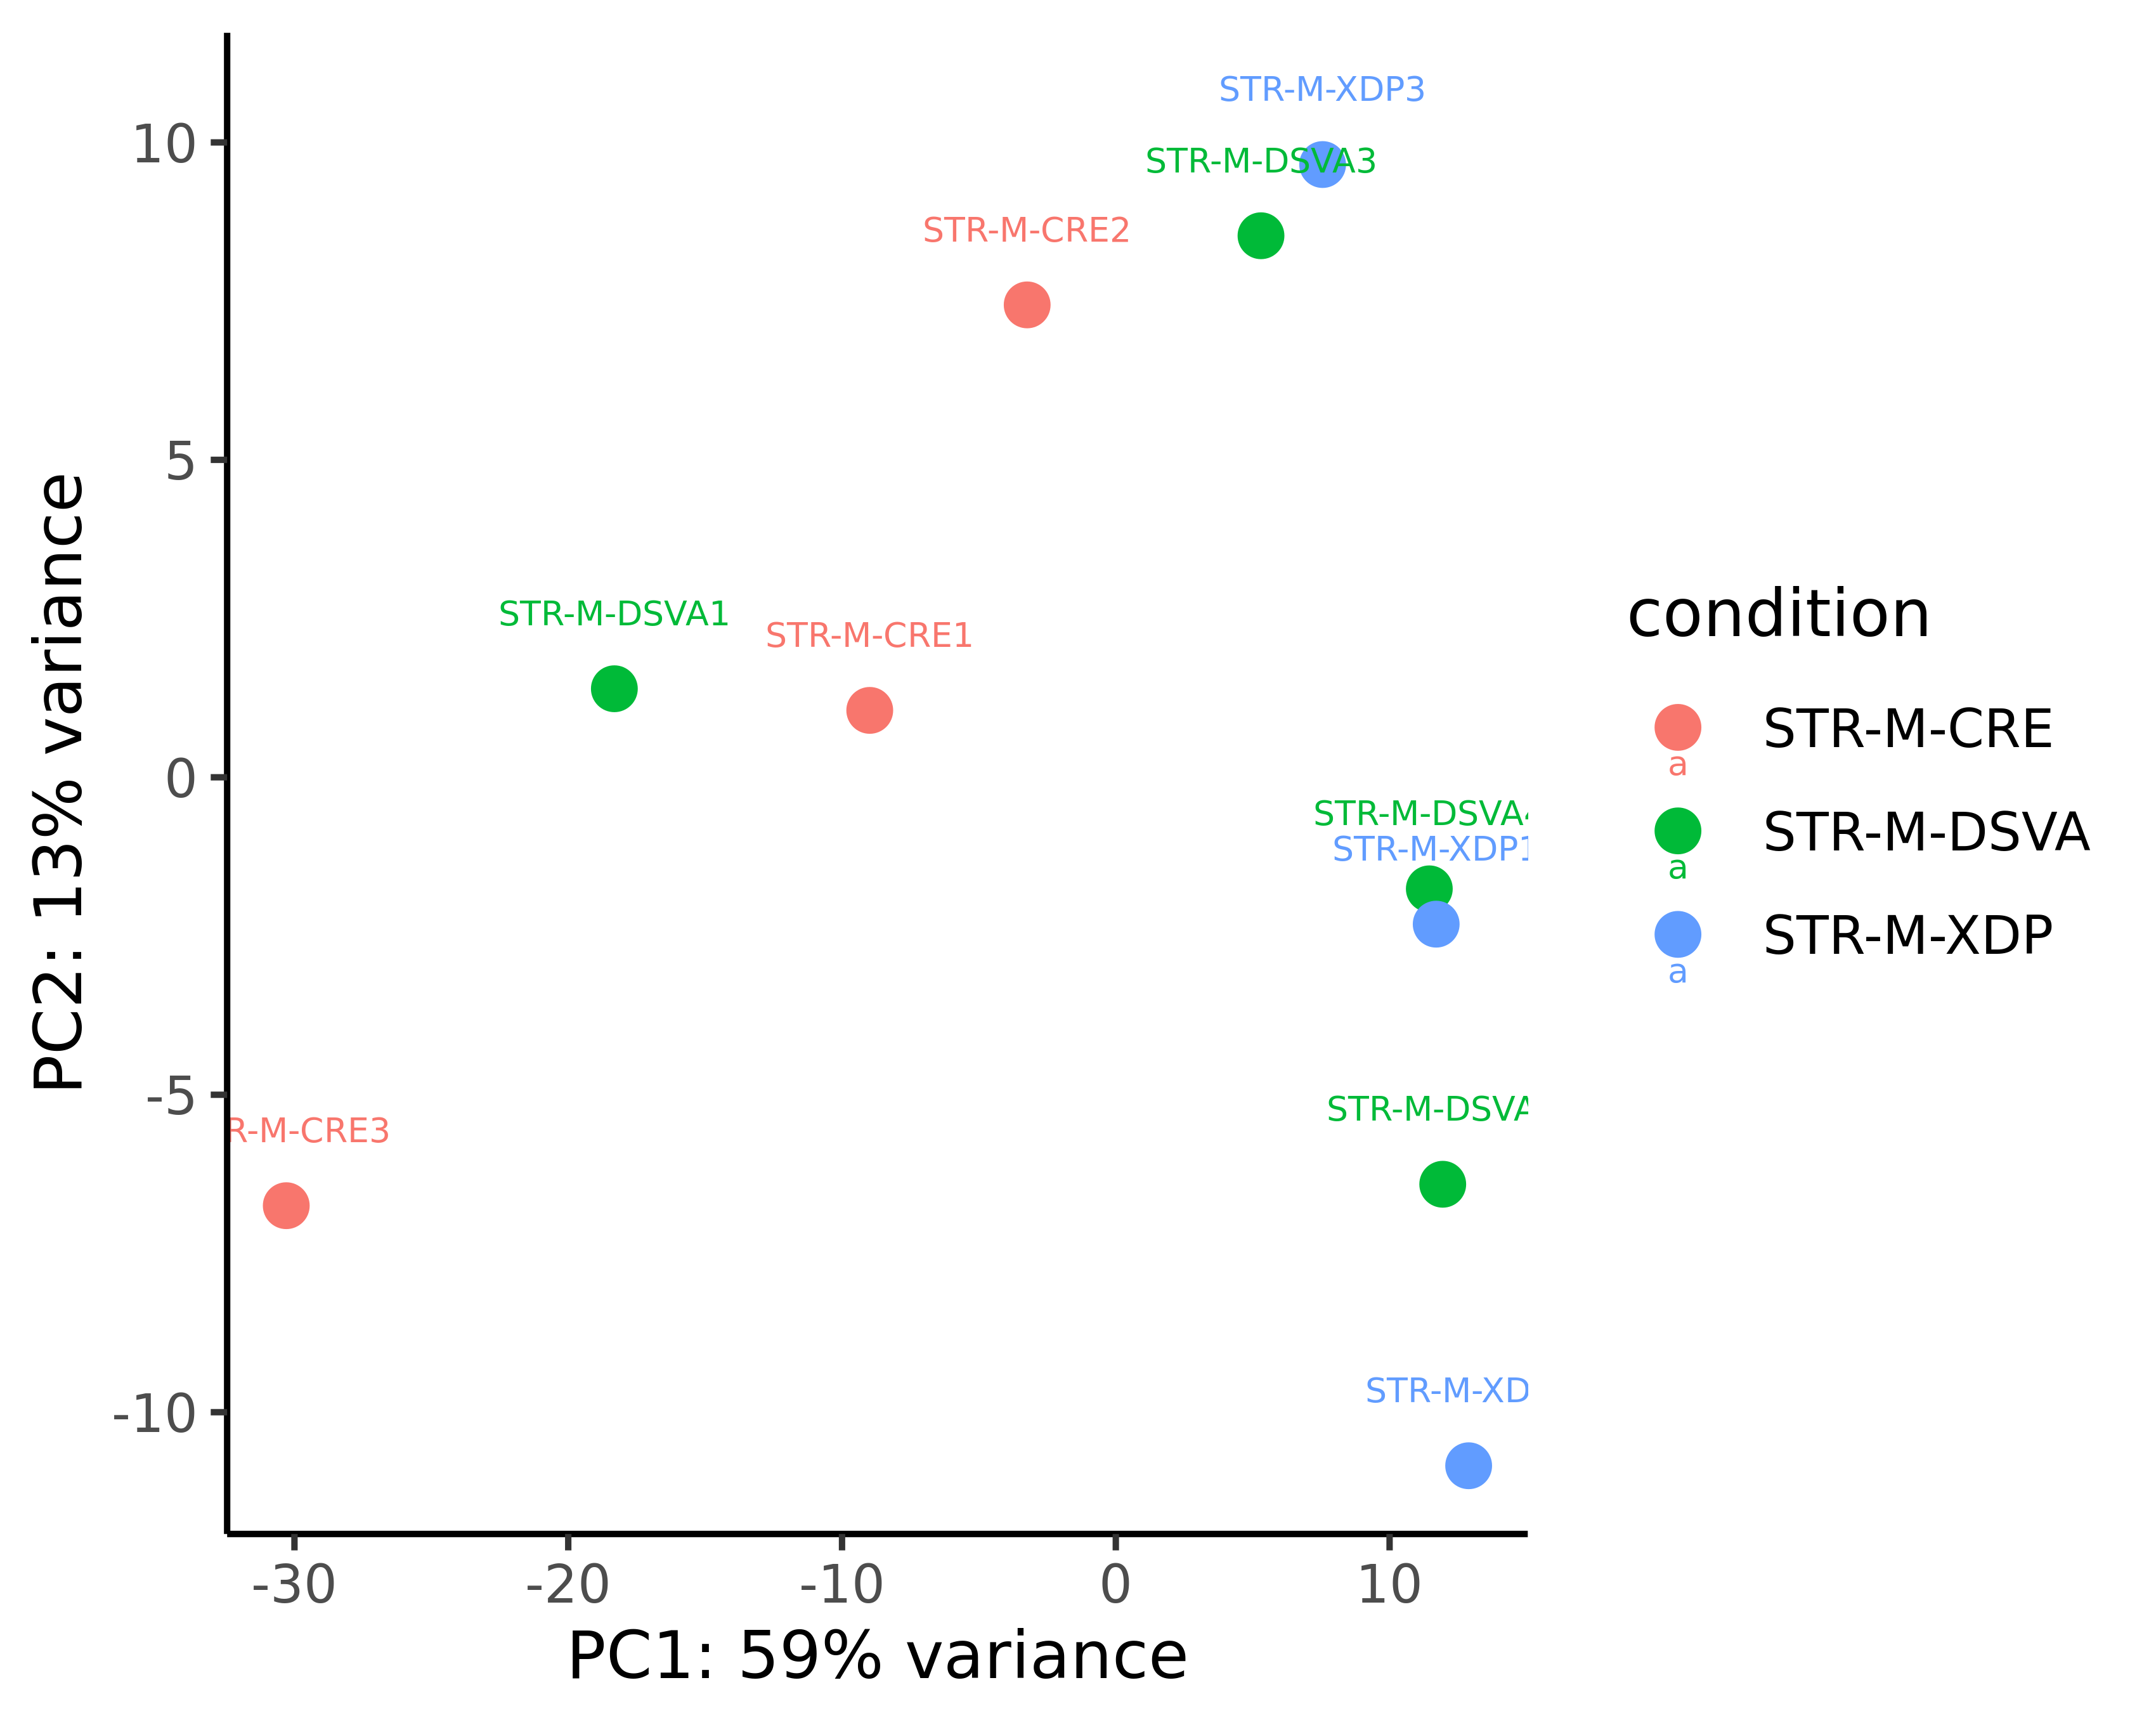 STR-M-XDP3
10
STR-M-DSVA3
STR-M-CRE2
5
STR-M-DSVA1
STR-M-CRE1
0
STR-M-DSVA
STR-M-XDP1
-5
STR-M-DSVA
R-M-CRE3
-10
STR-M-XD
-30 -20 -10 0 10
PC1: 59% variance
PC2: 13% variance
condition
STR-M-CRE
a
STR-M-DSVA
a
STR-M-XDP
a